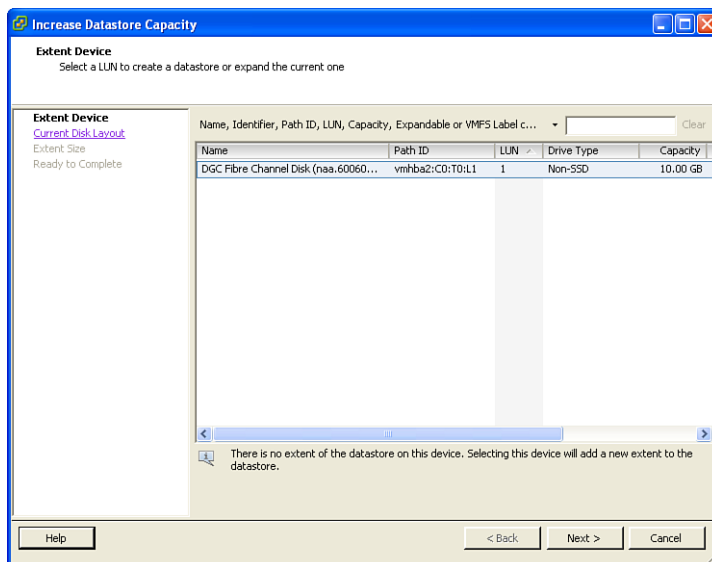 Increase Datastore Capacity
Extent Device
Select a LUN to create a datastore or expand the current one
Extent Device
Current Disk Layout
Extent Size
Ready to Complete
Name, Identifier, Path ID, LUN, Capacity, Expandable or VMFS Label c... Clear
Name Path ID LUN Drive Type Capacity
DGC Fibre Channel Disk (naa.60060... vmhba2:C0:T0:L1 1 Non-SSD 10.00 GB
There is no extent of the datastore on this device. Selecting this device will add a new extent to the
datastore.
Help < Back Next > Cancel